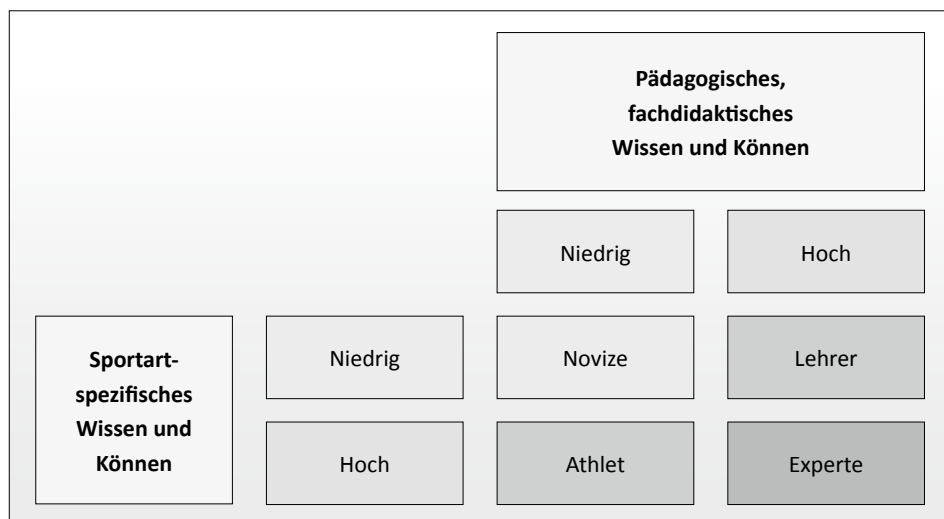 Pädagogisches,
fachdidaktisches
Wissen und Können
Niedrig
Hoch
Sportart-
spezifisches
Wissen und
Können
Niedrig
Novize
Lehrer
Hoch
Athlet
Experte